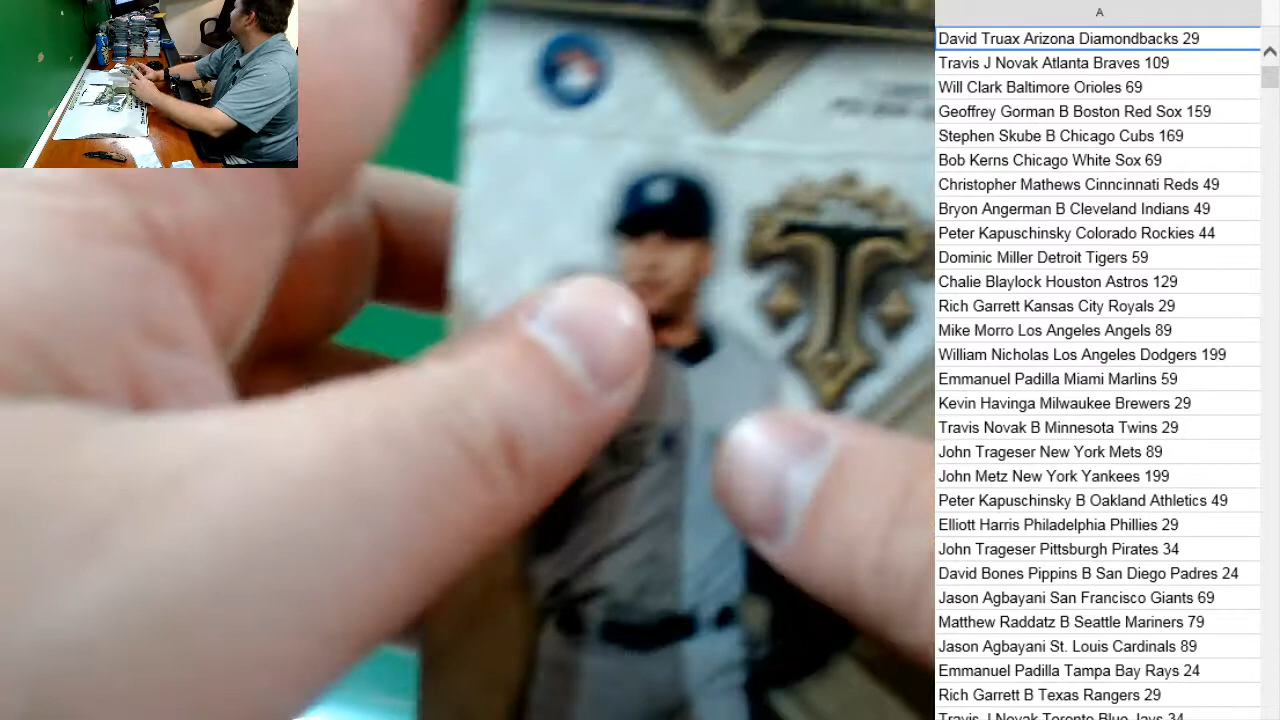 A
David Truax Arizona Diamondbacks 29
Travis J Novak Atlanta Braves 109
Will Clark Baltimore Orioles 69
Geoffrey Gorman B Boston Red Sox 159
Stephen Skube B Chicago Cubs 169
Bob Kerns Chicago White Sox 69
Christopher Mathews Cinncinnati Reds 49
Bryon Angerman B Cleveland Indians 49
Peter Kapuschinsky Colorado Rockies 44
Dominic Miller Detroit Tigers 59
Chalie Blaylock Houston Astros 129
Rich Garrett Kansas City Royals 29
Mike Morro Los Angeles Angels 89
William Nicholas Los Angeles Dodgers 199
Emmanuel Padilla Miami Marlins 59
Kevin Havinga Milwaukee Brewers 29
Travis Novak B Minnesota Twins 29
John Trageser New York Mets 89
John Metz New York Yankees 199
Peter Kapuschinsky B Oakland Athletics 49
Elliott Harris Philadelphia Phillies 29
John Trageser Pittsburgh Pirates 34
David Bones Pippins B San Diego Padres 24
Jason Agbayani San Francisco Giants 69
Matthew Raddatz B Seattle Mariners 79
Jason Agbayani St. Louis Cardinals 89
Emmanuel Padilla Tampa Bay Rays 24
Rich Garrett B Texas Rangers 29
Travis J Novak Toronto Blue Jays 34
T